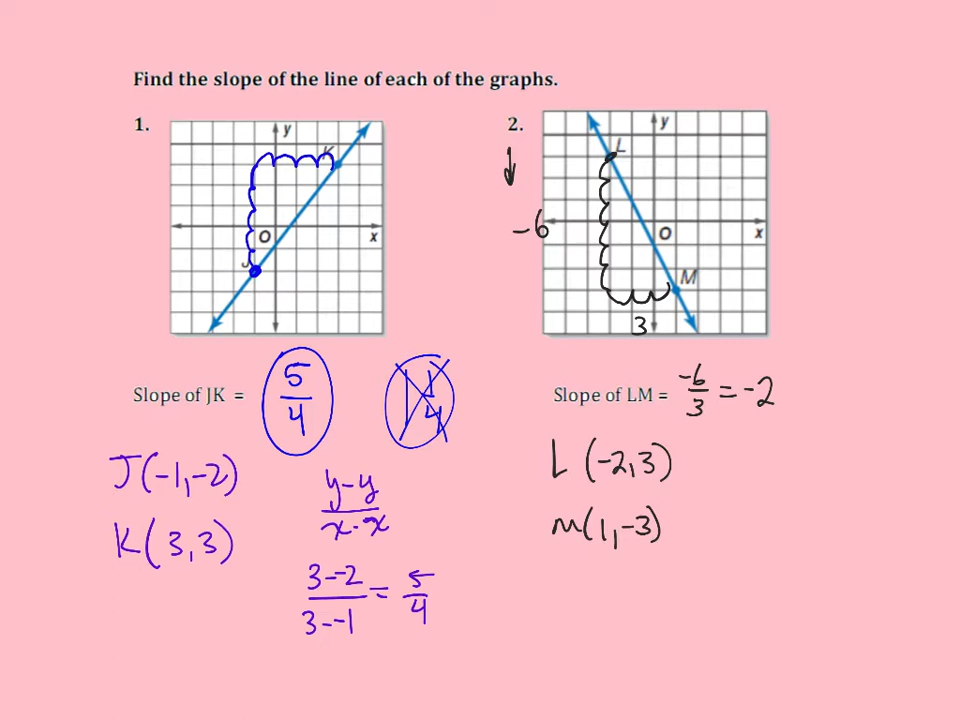 Find the slope of the line of each of the graphs.
1.
y
K
O
x
J
Slope of JK = 5/4
1 1/4
J(-1,-2)
K(3,3)
y-y
x-x
3--2
3--1
= 5/4
2.
y
L
-6
O
x
M
3
Slope of LM = -6/3 = -2
L (-2,3)
M(1,-3)